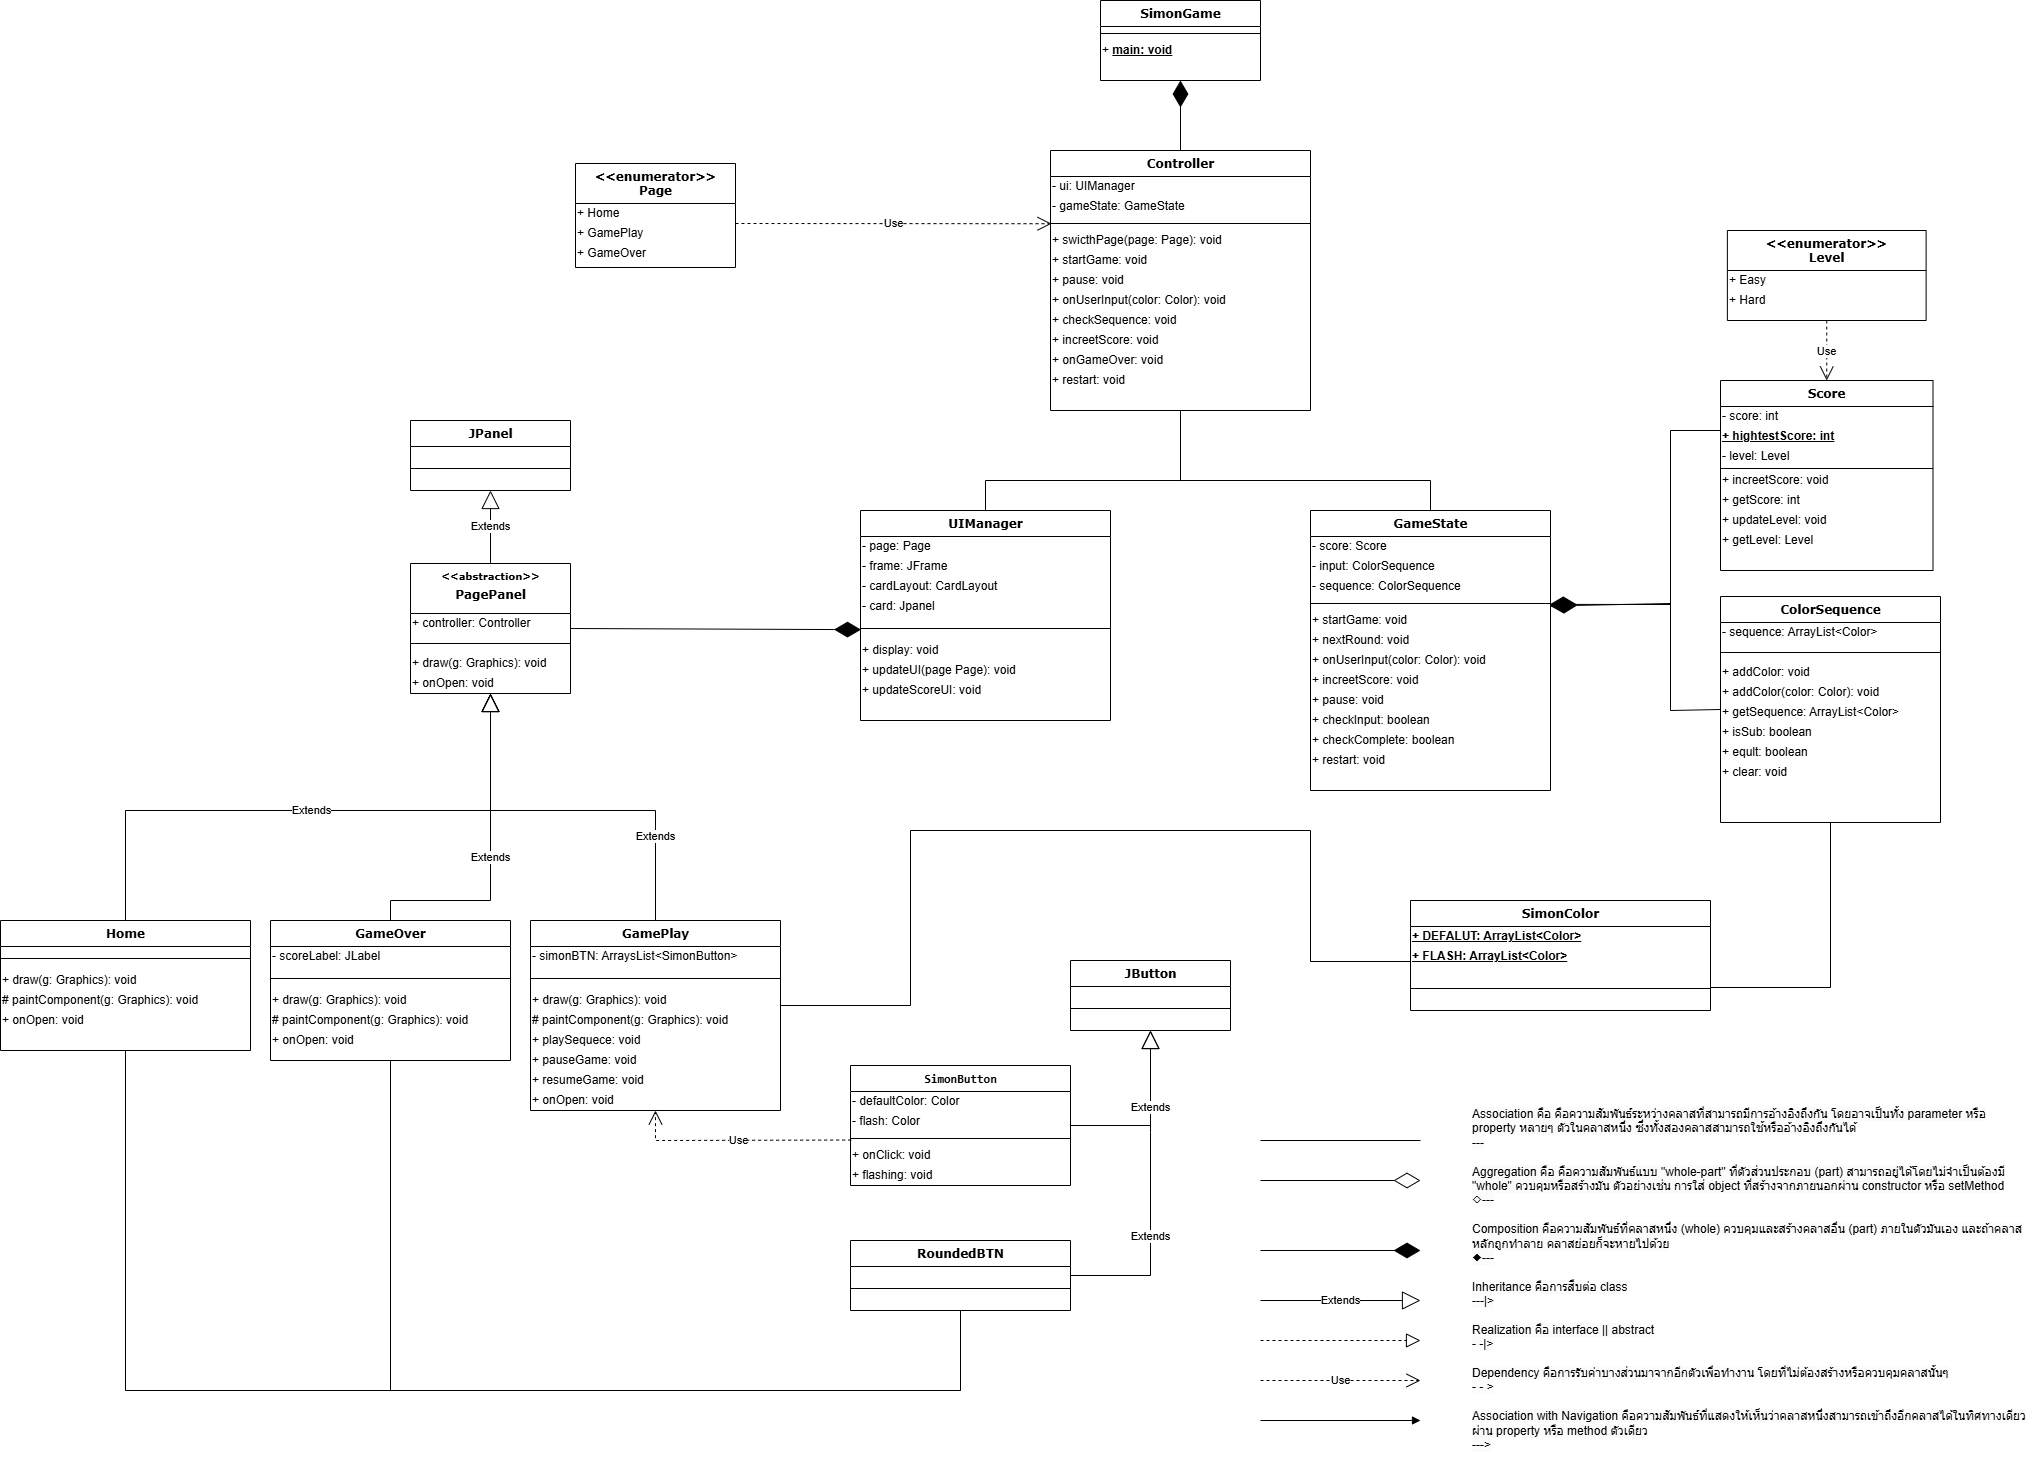 SimonGame
+ main: void
<<enumerator>>
Page
+ Home
+ GamePlay
+ GameOver
Use
Controller
- ui: UIManager
- gameState: GameState
+ swicthPage(page: Page): void
+ startGame: void
+ pause: void
+ onUserInput(color: Color): void
+ checkSequence: void
+ increetScore: void
+ onGameOver: void
+ restart: void
<<enumerator>>
Level
+ Easy
+ Hard
Use
Score
- score: int
+ hightestScore: int
- level: Level
+ increetScore: void
+ getScore: int
+ updateLevel: void
+ getLevel: Level
JPanel
Extends
<<abstraction>>
PagePanel
+ controller: Controller
+ draw(g: Graphics): void
+ onOpen: void
UIManager
- page: Page
- frame: JFrame
- cardLayout: CardLayout
- card: Jpanel
+ display: void
+ updateUI(page Page): void
+ updateScoreUI: void
GameState
- score: Score
- input: ColorSequence
- sequence: ColorSequence
+ startGame: void
+ nextRound: void
+ onUserInput(color: Color): void
+ increetScore: void
+ pause: void
+ checkInput: boolean
+ checkComplete: boolean
+ restart: void
ColorSequence
- sequence: ArrayList<Color>
+ addColor: void
+ addColor(color: Color): void
+ getSequence: ArrayList<Color>
+ isSub: boolean
+ eqult: boolean
+ clear: void
Extends
Extends
Extends
Home
+ draw(g: Graphics): void
# paintComponent(g: Graphics): void
+ onOpen: void
GameOver
- scoreLabel: JLabel
+ draw(g: Graphics): void
# paintComponent(g: Graphics): void
+ onOpen: void
GamePlay
- simonBTN: ArraysList<SimonButton>
+ draw(g: Graphics): void
# paintComponent(g: Graphics): void
+ playSequece: void
+ pauseGame: void
+ resumeGame: void
+ onOpen: void
SimonColor
+ DEFALUT: ArrayList<Color>
+ FLASH: ArrayList<Color>
JButton
SimonButton
- defaultColor: Color
- flash: Color
+ onClick: void
+ flashing: void
Use
Extends
Extends
RoundedBTN
Association คือ คือความสัมพันธ์ระหว่างคลาสที่สามารถมีการอ้างอิงถึงกัน โดยอาจเป็นทั้ง parameter หรือ
property หลายๆ ตัวในคลาสหนึ่ง ซึ่งทั้งสองคลาสสามารถใช้หรืออ้างอิงถึงกันได้
---
Aggregation คือ คือความสัมพันธ์แบบ "whole-part" ที่ตัวส่วนประกอบ (part) สามารถอยู่ได้โดยไม่จำเป็นต้องมี
"whole" ควบคุมหรือสร้างมัน ตัวอย่างเช่น การใส่ object ที่สร้างจากภายนอกผ่าน constructor หรือ setMethod
◇---
Composition คือความสัมพันธ์ที่คลาสหนึ่ง (whole) ควบคุมและสร้างคลาสอื่น (part) ภายในตัวมันเอง และถ้าคลาส
หลักถูกทำลาย คลาสย่อยก็จะหายไปด้วย
◆---
Extends
Inheritance คือการสืบต่อ class
---|>
Realization คือ interface || abstract
- -|>
Use
Dependency คือการรับค่าบางส่วนมาจากอีกตัวเพื่อทำงาน โดยที่ไม่ต้องสร้างหรือควบคุมคลาสนั้นๆ
- - >
Association with Navigation คือความสัมพันธ์ที่แสดงให้เห็นว่าคลาสหนึ่งสามารถเข้าถึงอีกคลาสได้ในทิศทางเดียว
ผ่าน property หรือ method ตัวเดียว
--->